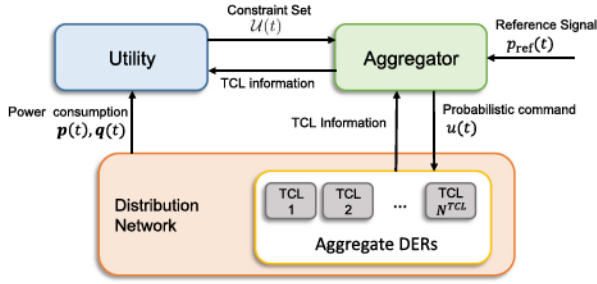 Constraint Set
𝒰(t)
Reference Signal
p_ref(t)
Utility
Aggregator
TCL information
Power consumption
p(t), q(t)
TCL Information
Probabilistic command
u(t)
Distribution
Network
TCL
1
TCL
2
...
TCL
N^TCL
Aggregate DERs